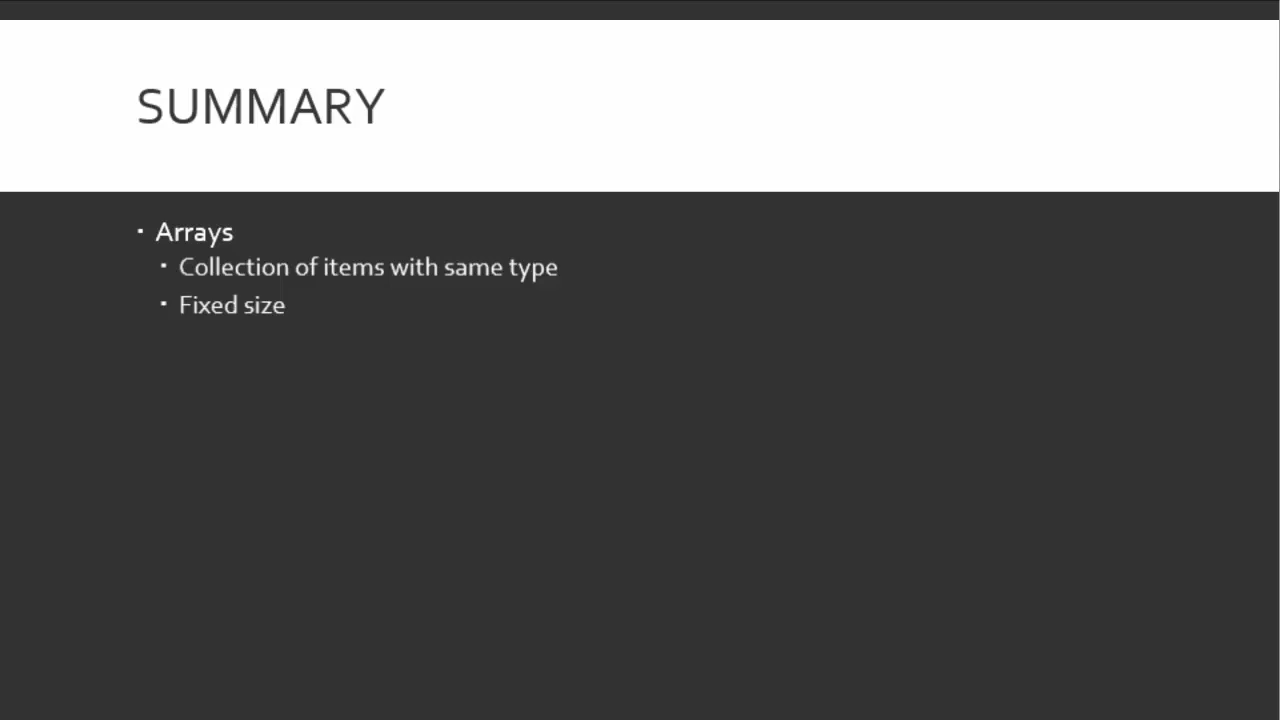 SUMMARY
▪ Arrays
▪ Collection of items with same type
▪ Fixed size